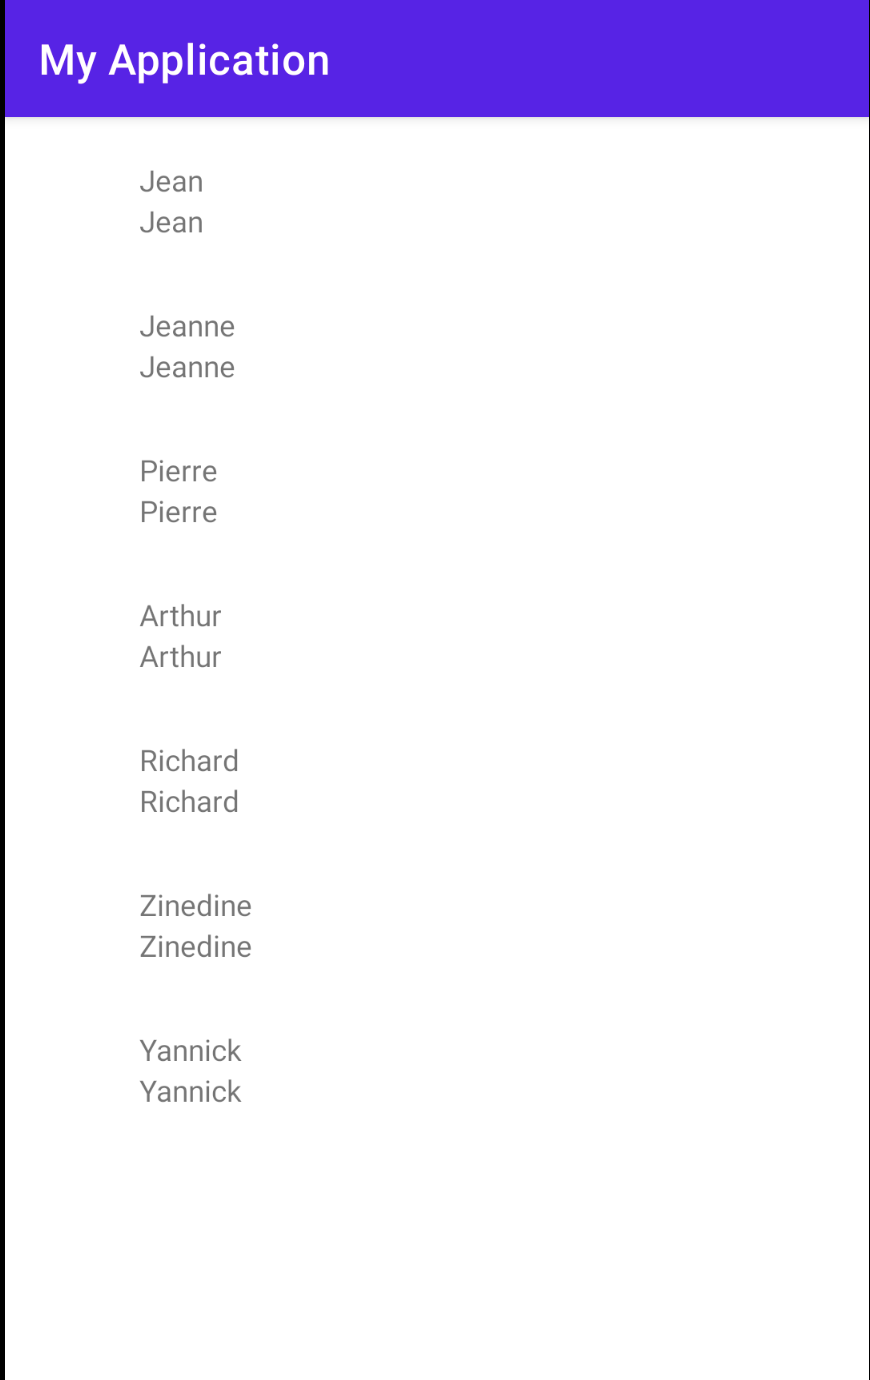 My Application
Jean
Jean
Jeanne
Jeanne
Pierre
Pierre
Arthur
Arthur
Richard
Richard
Zinedine
Zinedine
Yannick
Yannick